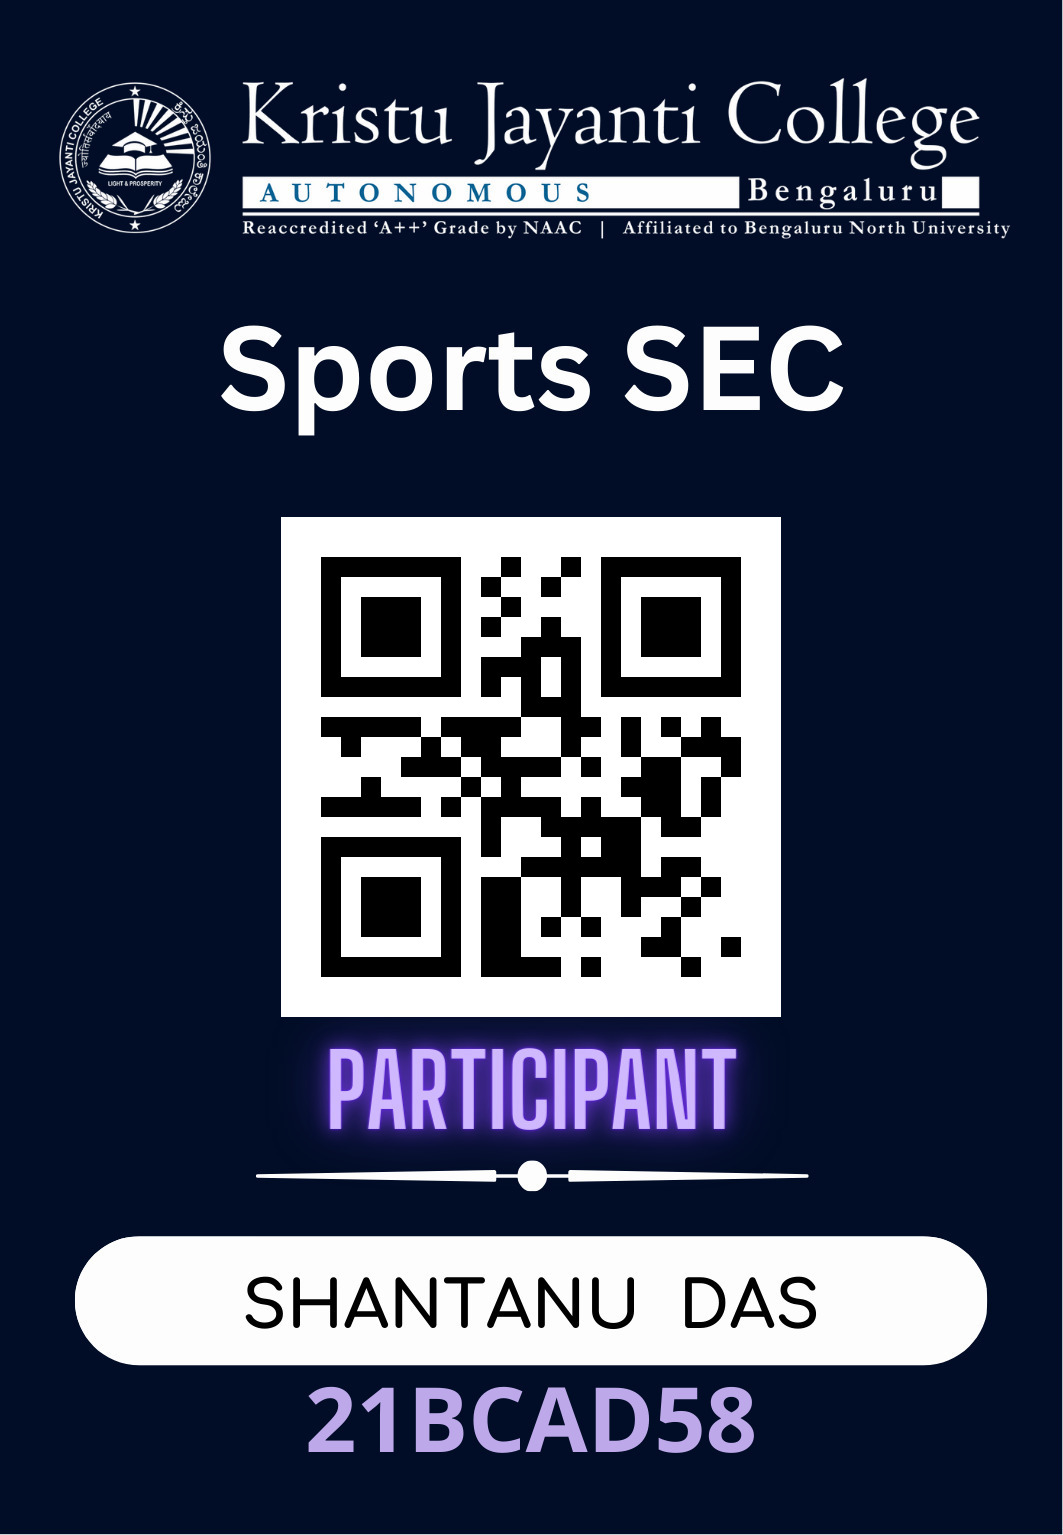 Kristu Jayanti College
AUTONOMOUS Bengaluru
Reaccredited ‘A++’ Grade by NAAC | Affiliated to Bengaluru North University
KRISTU JAYANTI COLLEGE
LIGHT & PROSPERITY
Sports SEC
PARTICIPANT
SHANTANU DAS
21BCAD58